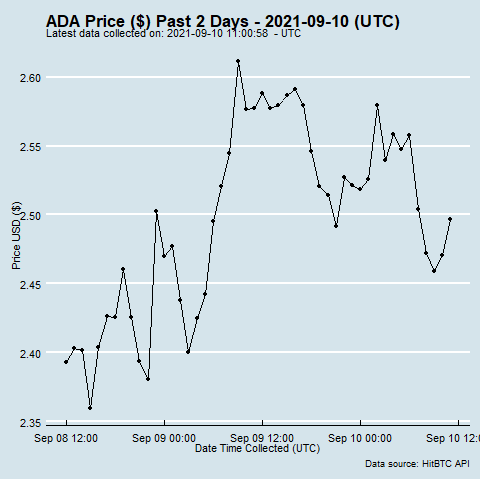 ADA Price ($) Past 2 Days - 2021-09-10 (UTC)
Latest data collected on: 2021-09-10 11:00:58 - UTC
2.60
2.55
2.50
2.45
2.40
2.35
Price USD ($)
Sep 08 12:00 Sep 09 00:00 Sep 09 12:00 Sep 10 00:00 Sep 10 12:
Date Time Collected (UTC)
Data source: HitBTC API